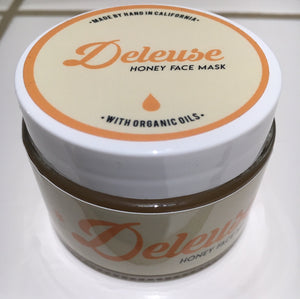 • MADE BY HAND IN CALIFORNIA •
Deleuse
HONEY FACE MASK
• WITH ORGANIC OILS •
Deleuse
HONEY FAC